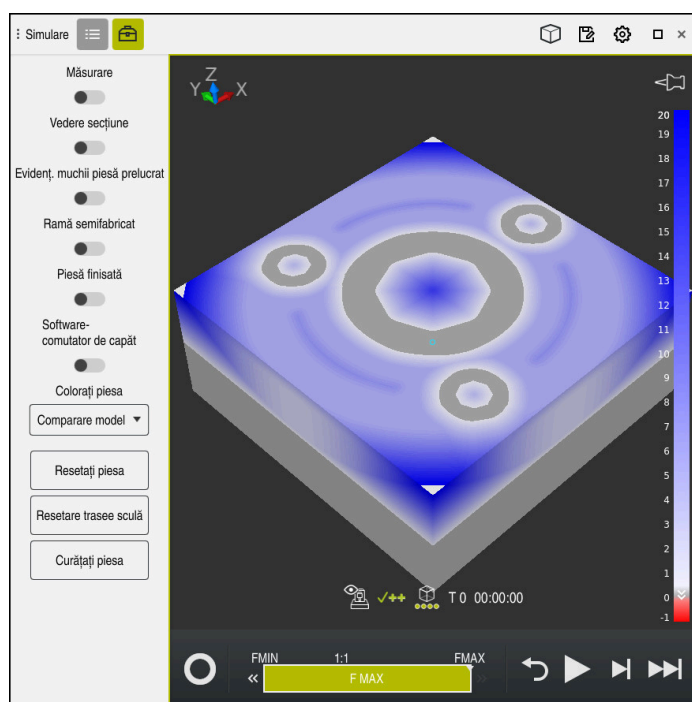 Simulare
Măsurare
Vedere secțiune
Evidenț. muchii piesă prelucrat
Ramă semifabricat
Piesă finisată
Software-
comutator de capăt
Colorați piesa
Comparare model
Resetați piesa
Resetare trasee sculă
Curățați piesa
Z
Y X
20
19
18
17
16
15
14
13
12
11
10
9
8
7
6
5
4
3
2
1
0
-1
T 0 00:00:00
FMIN 1:1 FMAX
F MAX